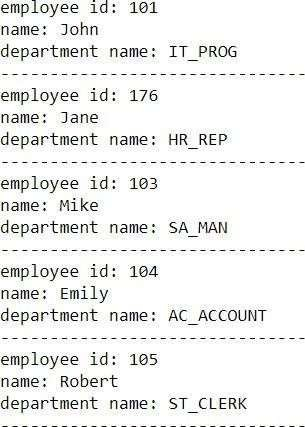 employee id: 101
name: John
department name: IT_PROG
-------------------------------
employee id: 176
name: Jane
department name: HR_REP
-------------------------------
employee id: 103
name: Mike
department name: SA_MAN
-------------------------------
employee id: 104
name: Emily
department name: AC_ACCOUNT
-------------------------------
employee id: 105
name: Robert
department name: ST_CLERK
-------------------------------